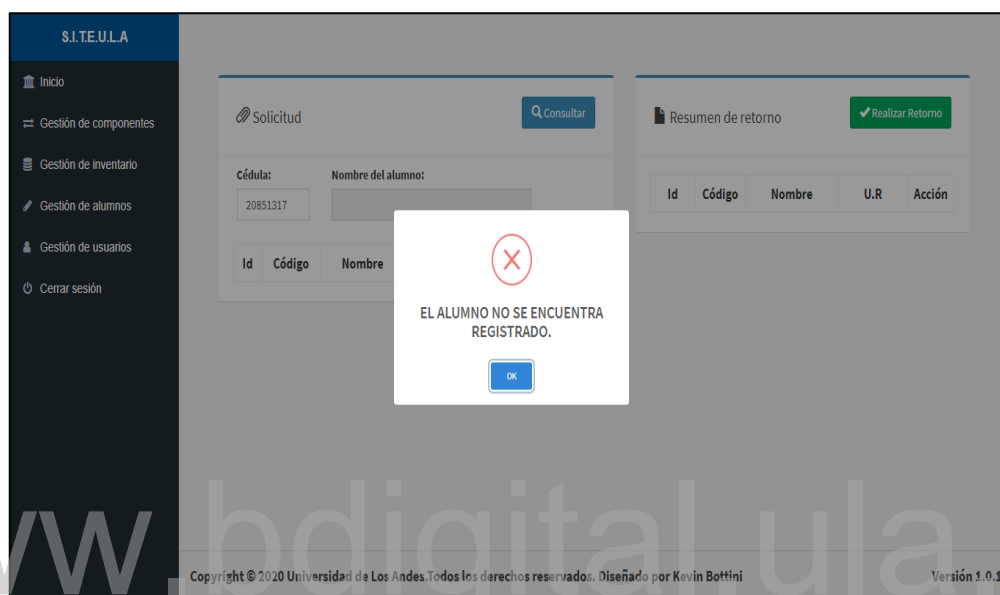 S.I.T.E.U.L.A
Inicio
Gestión de componentes
Gestión de inventario
Gestión de alumnos
Gestión de usuarios
Cerrar sesión
Solicitud
Consultar
Cédula:
Nombre del alumno:
20851317
Id Código Nombre
Resumen de retorno
Realizar Retorno
Id Código Nombre U.R Acción
EL ALUMNO NO SE ENCUENTRA
REGISTRADO.
OK
w.bdigital.ula.
Copyright © 2020 Universidad de Los Andes.Todos los derechos reservados. Diseñado por Kevin Bottini
Versión 1.0.1